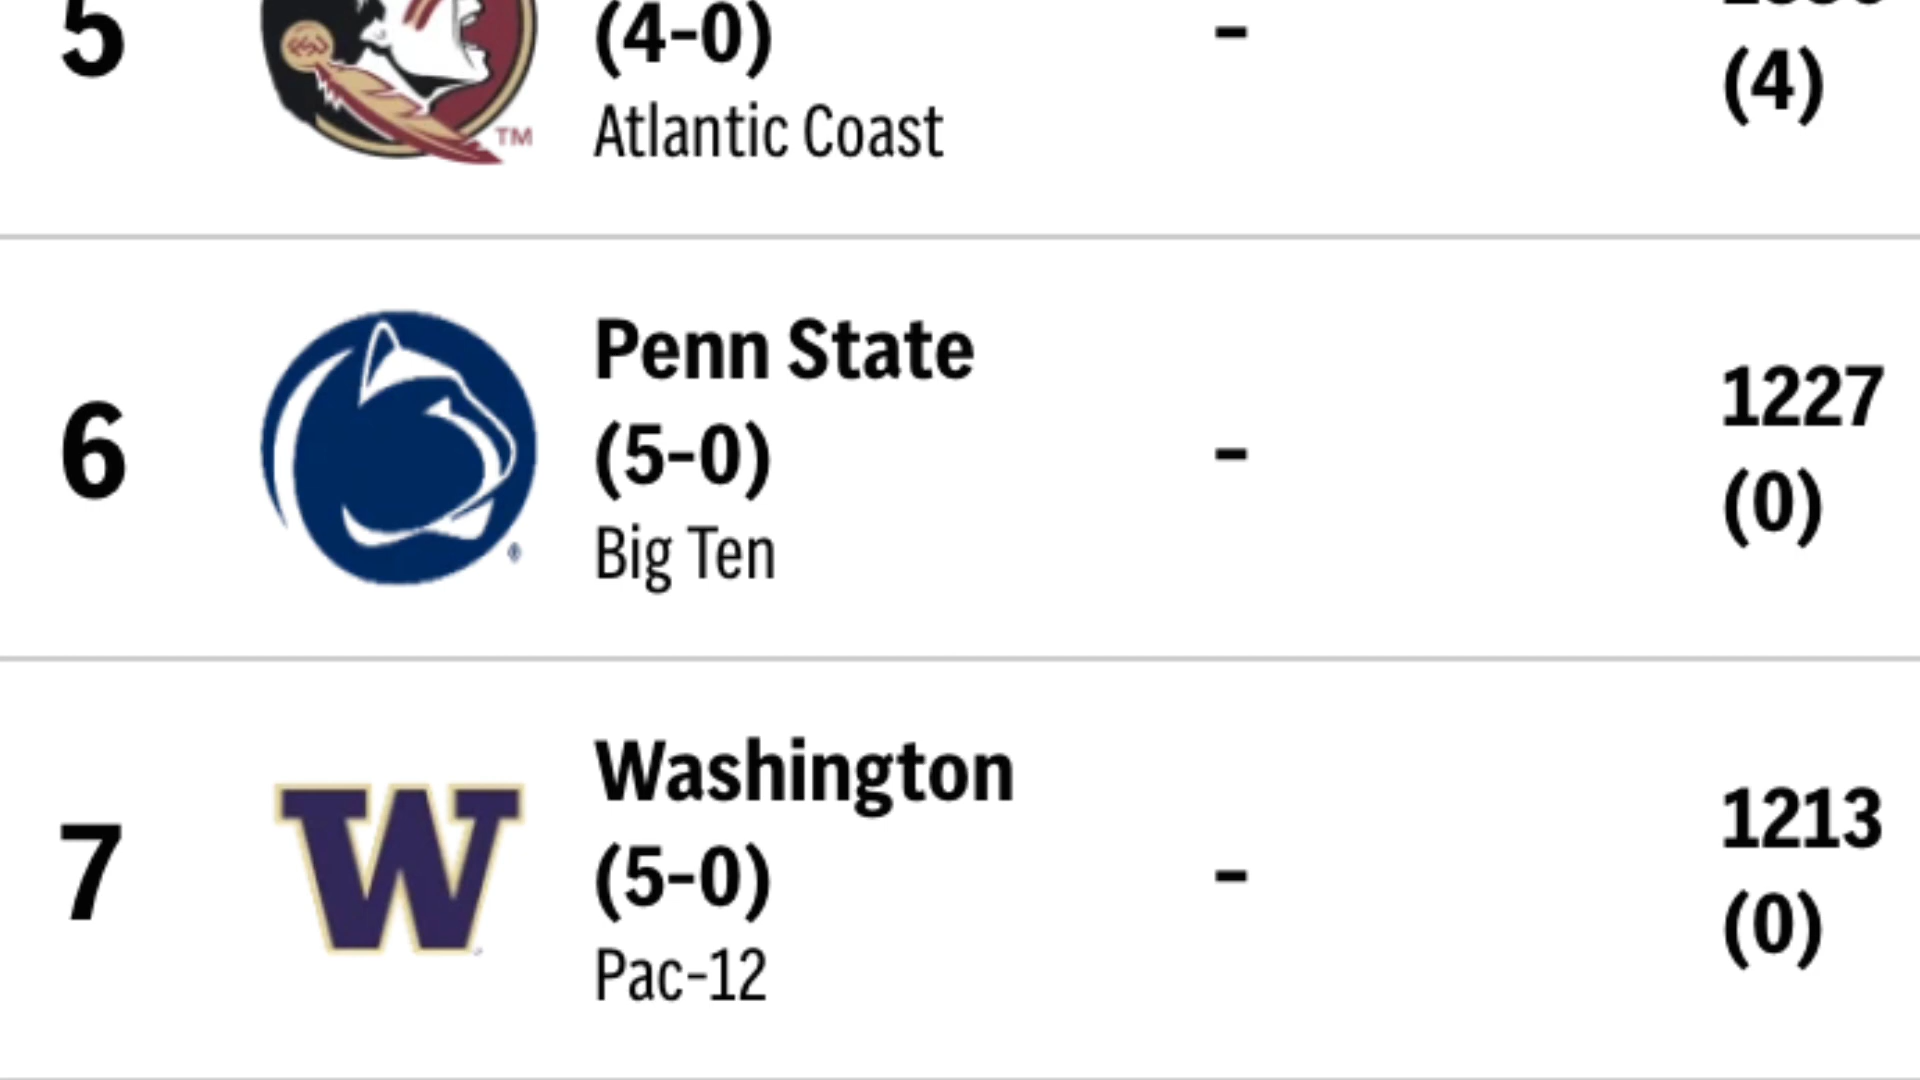 5
(4-0)
Atlantic Coast
-
(4)
TM
6
Penn State
(5-0)
Big Ten
-
1227
(0)
®
7
W
Washington
(5-0)
Pac-12
-
1213
(0)